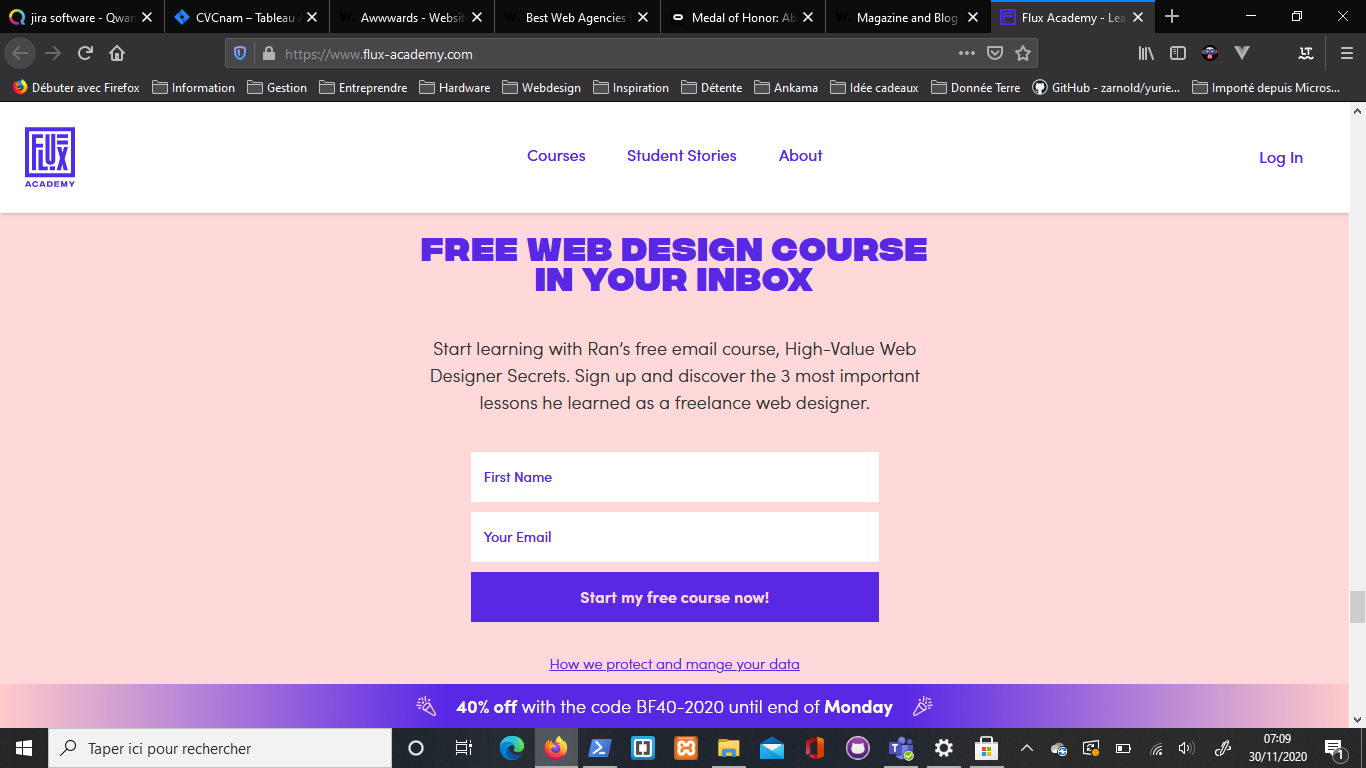 jira software - Qwan
CVCnam – Tableau
Awwwards - Websit
Best Web Agencies
Medal of Honor: Ab
Magazine and Blog
Flux Academy - Lea
https://www.flux-academy.com
Débuter avec Firefox
Information
Gestion
Entreprendre
Hardware
Webdesign
Inspiration
Détente
Ankama
Idée cadeaux
Donnée Terre
GitHub - zarnold/yurie...
Importé depuis Micros...
FLUX
ACADEMY
Courses
Student Stories
About
Log In
FREE WEB DESIGN COURSE
IN YOUR INBOX
Start learning with Ran’s free email course, High-Value Web
Designer Secrets. Sign up and discover the 3 most important
lessons he learned as a freelance web designer.
First Name
Your Email
Start my free course now!
How we protect and mange your data
40% off with the code BF40-2020 until end of Monday
Taper ici pour rechercher
07:09
30/11/2020
1